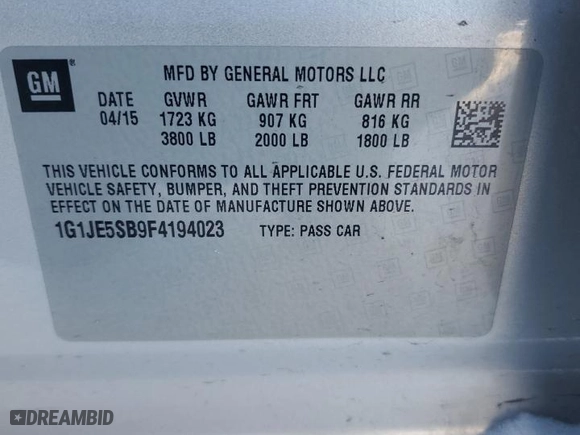 GM
MFD BY GENERAL MOTORS LLC
DATE GVWR GAWR FRT GAWR RR
04/15 1723 KG 907 KG 816 KG
3800 LB 2000 LB 1800 LB
THIS VEHICLE CONFORMS TO ALL APPLICABLE U.S. FEDERAL MOTOR
VEHICLE SAFETY, BUMPER, AND THEFT PREVENTION STANDARDS IN
EFFECT ON THE DATE OF MANUFACTURE SHOWN ABOVE.
1G1JE5SB9F4194023 TYPE: PASS CAR
DREAMBID